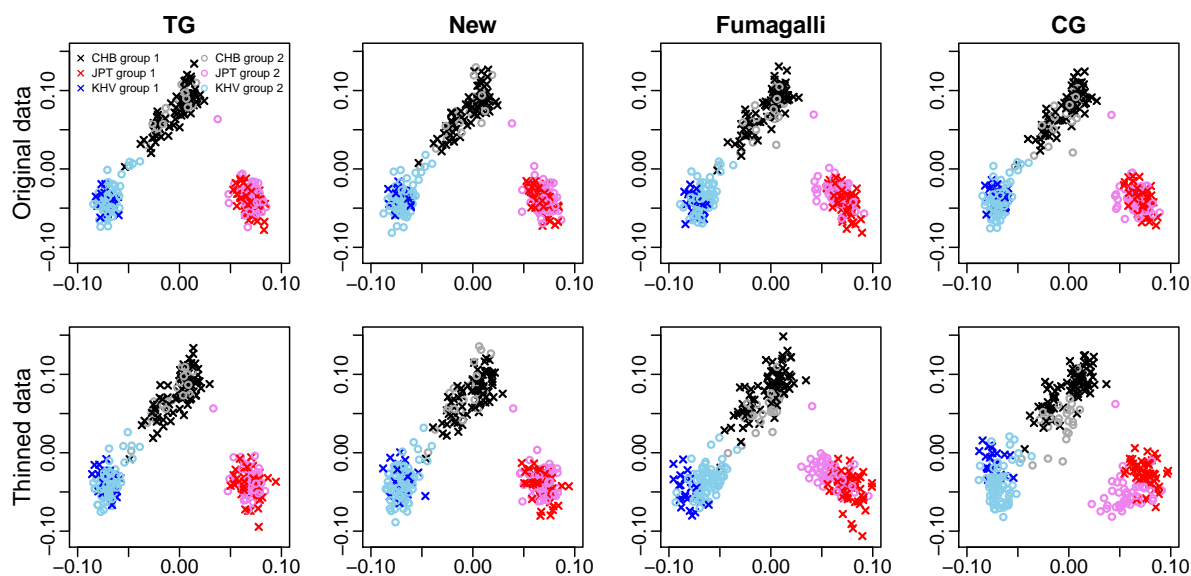 TG New Fumagalli CG
Original data
CHB group 1 CHB group 2
JPT group 1 JPT group 2
KHV group 1 KHV group 2
0.10 0.10 0.10 0.10
0.00 0.00 0.00 0.00
−0.10 −0.10 −0.10 −0.10
−0.10 0.00 0.10 −0.10 0.00 0.10 −0.10 0.00 0.10 −0.10 0.00 0.10
Thinned data
0.10 0.10 0.10 0.10
0.00 0.00 0.00 0.00
−0.10 −0.10 −0.10 −0.10
−0.10 0.00 0.10 −0.10 0.00 0.10 −0.10 0.00 0.10 −0.10 0.00 0.10